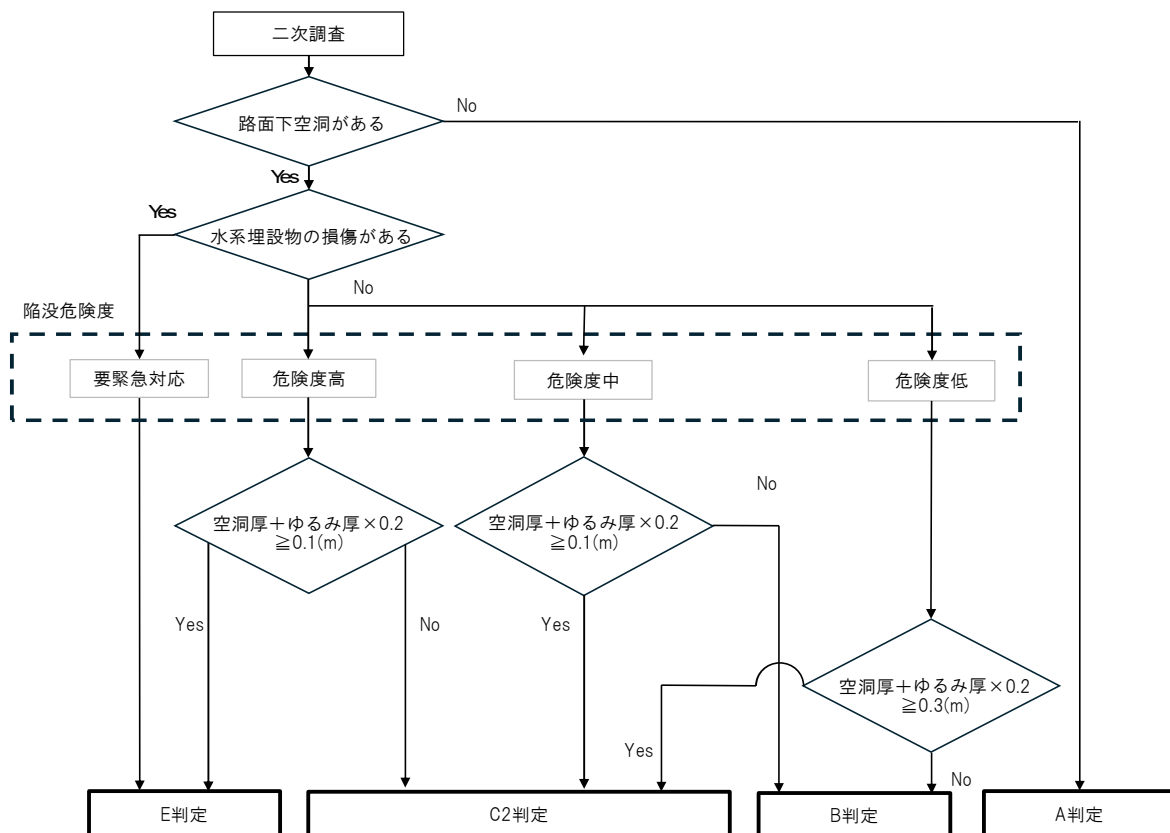 二次調査
No
路面下空洞がある
Yes
Yes
水系埋設物の損傷がある
No
陥没危険度
要緊急対応
危険度高
危険度中
危険度低
No
空洞厚＋ゆるみ厚×0.2
≧0.1(m)
空洞厚＋ゆるみ厚×0.2
≧0.1(m)
Yes
No
Yes
空洞厚＋ゆるみ厚×0.2
≧0.3(m)
Yes
No
E判定
C2判定
B判定
A判定